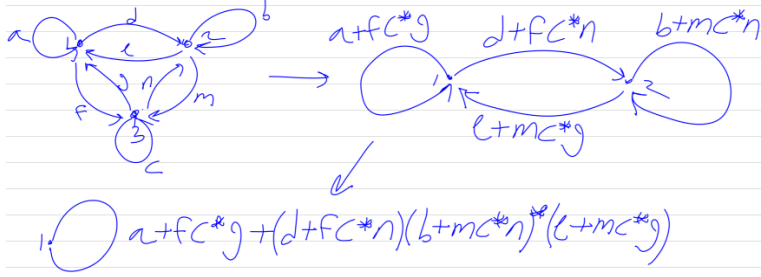 a d b
1 l 2
f g n m
3
c
a+fc*g d+fc*n b+mc*n
1 2
l+mc*g
1 a+fc*g+(d+fc*n)(b+mc*n)*(l+mc*g)